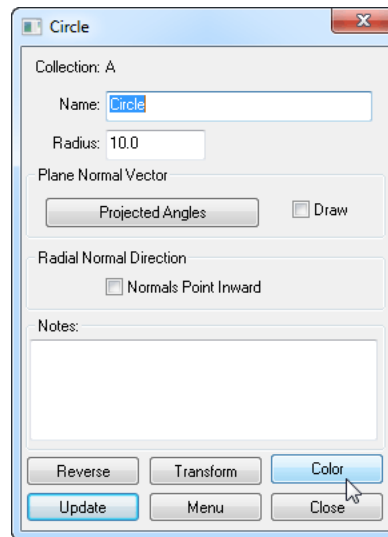 Circle
Collection: A
Name: Circle
Radius: 10.0
Plane Normal Vector
Projected Angles Draw
Radial Normal Direction
Normals Point Inward
Notes:
Reverse Transform Color
Update Menu Close